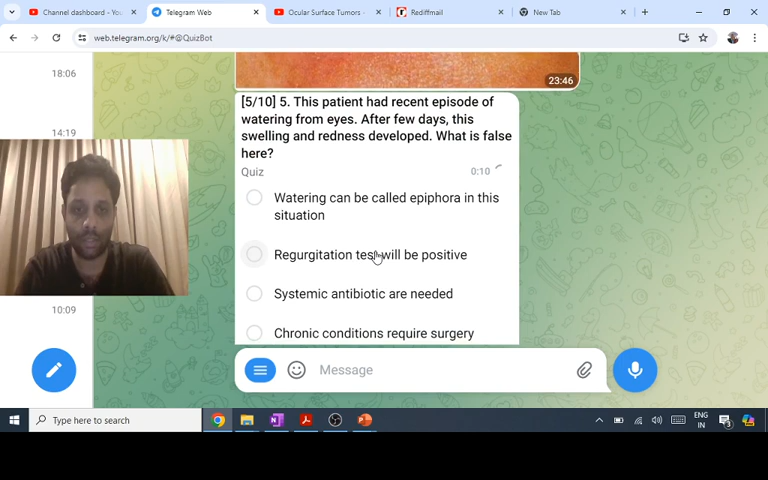 Channel dashboard - You
Telegram Web
Ocular Surface Tumors -
Rediffmail
New Tab
web.telegram.org/k/#@QuizBot
18:06
23:46
[5/10] 5. This patient had recent episode of
watering from eyes. After few days, this
swelling and redness developed. What is false
here?
14:19
Quiz
0:10
Watering can be called epiphora in this
situation
Regurgitation test will be positive
Systemic antibiotic are needed
10:09
Chronic conditions require surgery
Message
Type here to search
ENG
IN
3